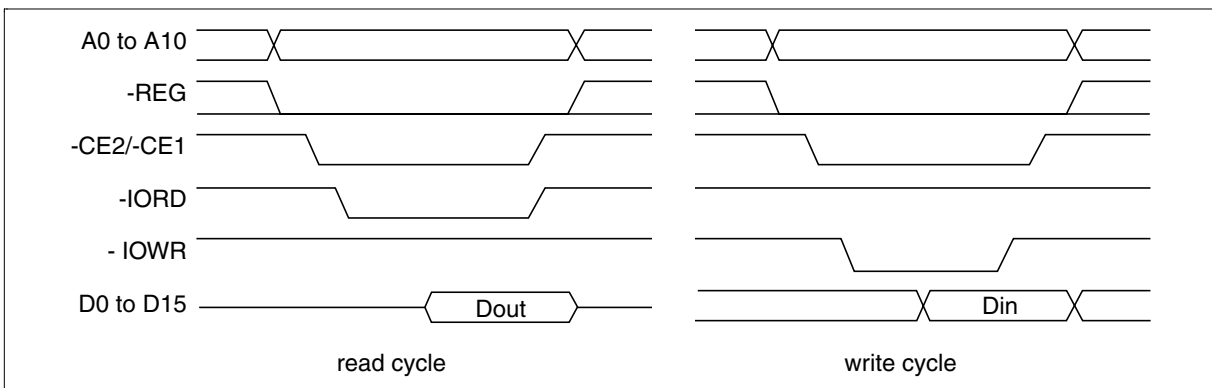 A0 to A10
-REG
-CE2/-CE1
-IORD
- IOWR
D0 to D15
Dout
Din
read cycle
write cycle